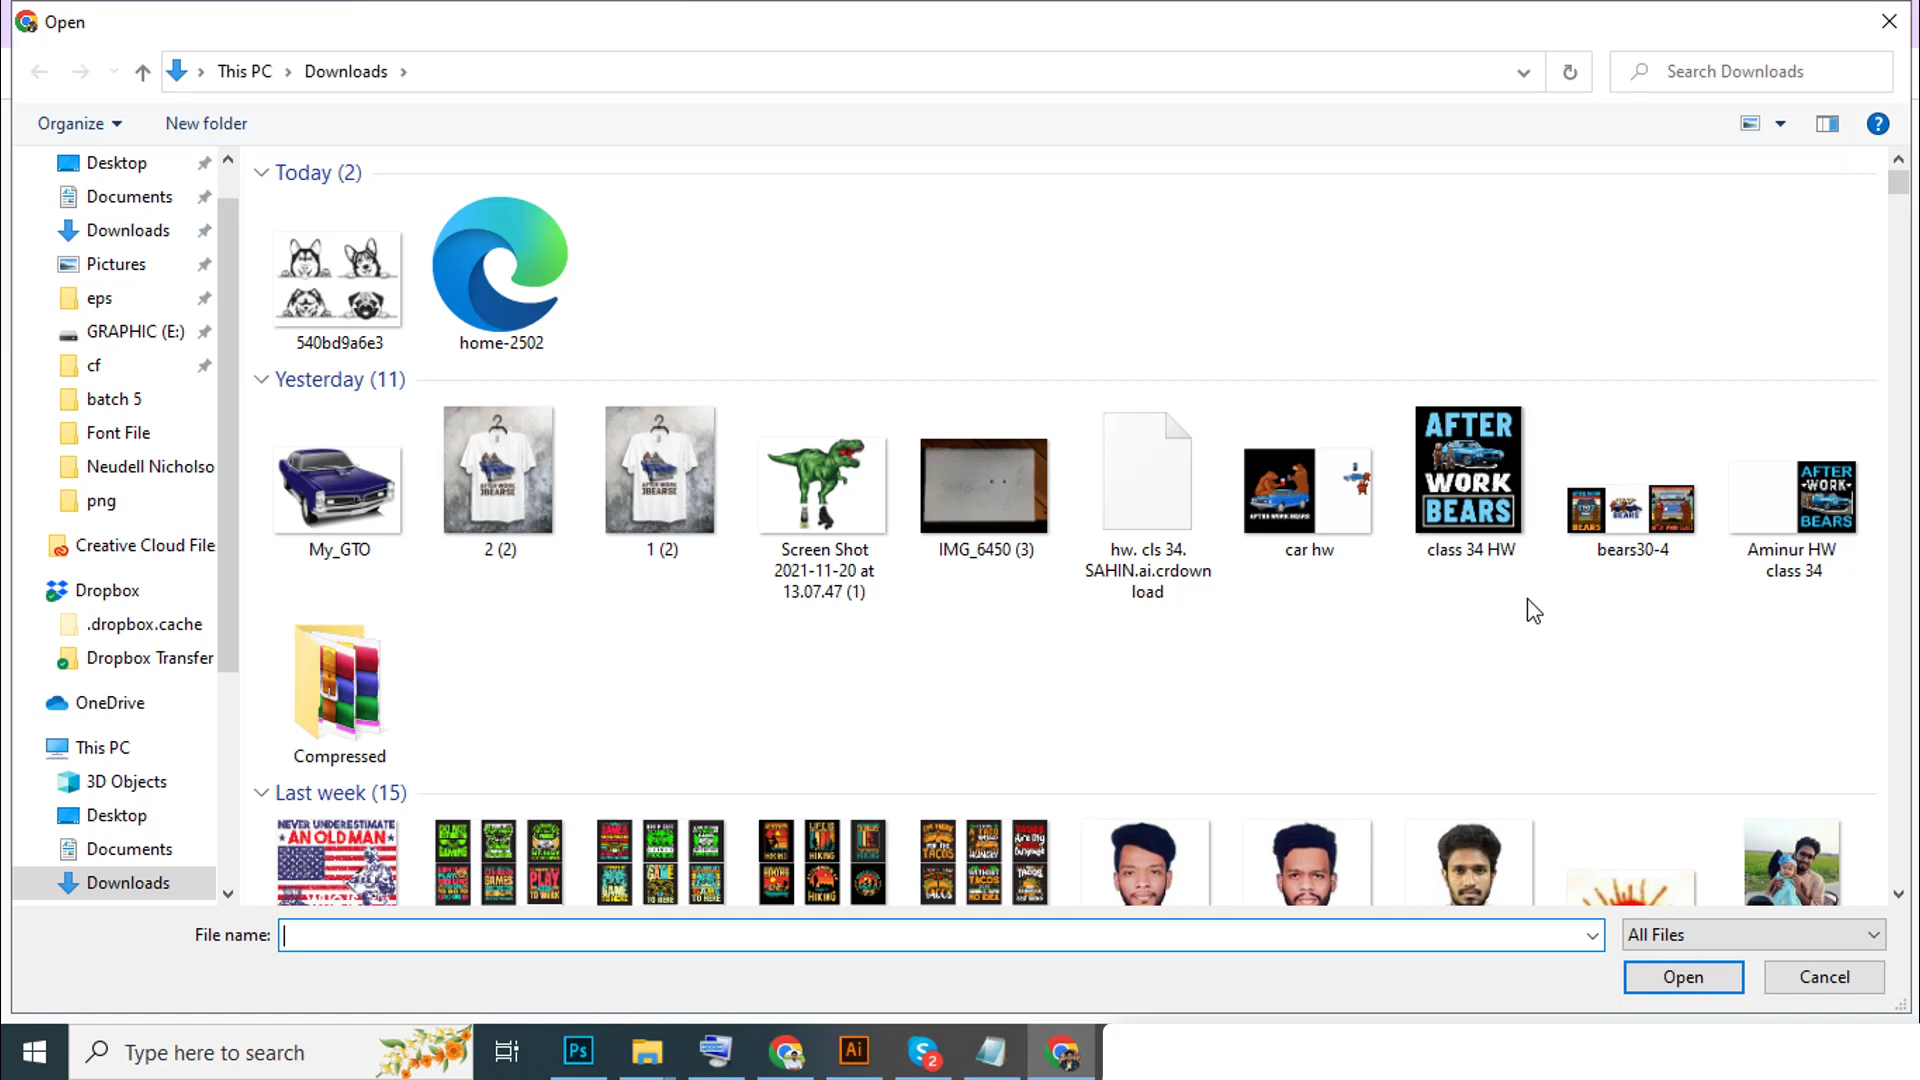 Open
This PC
Downloads
Search Downloads
Organize
New folder
?
Desktop
Documents
Downloads
Pictures
eps
GRAPHIC (E:)
cf
batch 5
Font File
Neudell Nicholso
png
Creative Cloud File
Dropbox
.dropbox.cache
Dropbox Transfer
OneDrive
This PC
3D Objects
Desktop
Documents
Downloads
Today (2)
540bd9a6e3
home-2502
Yesterday (11)
AFTER
WORK
BEARS
AFTER
WORK
BEARS
My_GTO
2 (2)
1 (2)
Screen Shot
2021-11-20 at
13.07.47 (1)
IMG_6450 (3)
hw. cls 34.
SAHIN.ai.crdown
load
car hw
class 34 HW
bears30-4
Aminur HW
class 34
Compressed
Last week (15)
NEVER UNDERESTIMATE
AN OLD MAN
File name:
All Files
Open
Cancel
Type here to search
Ps
Ai
2